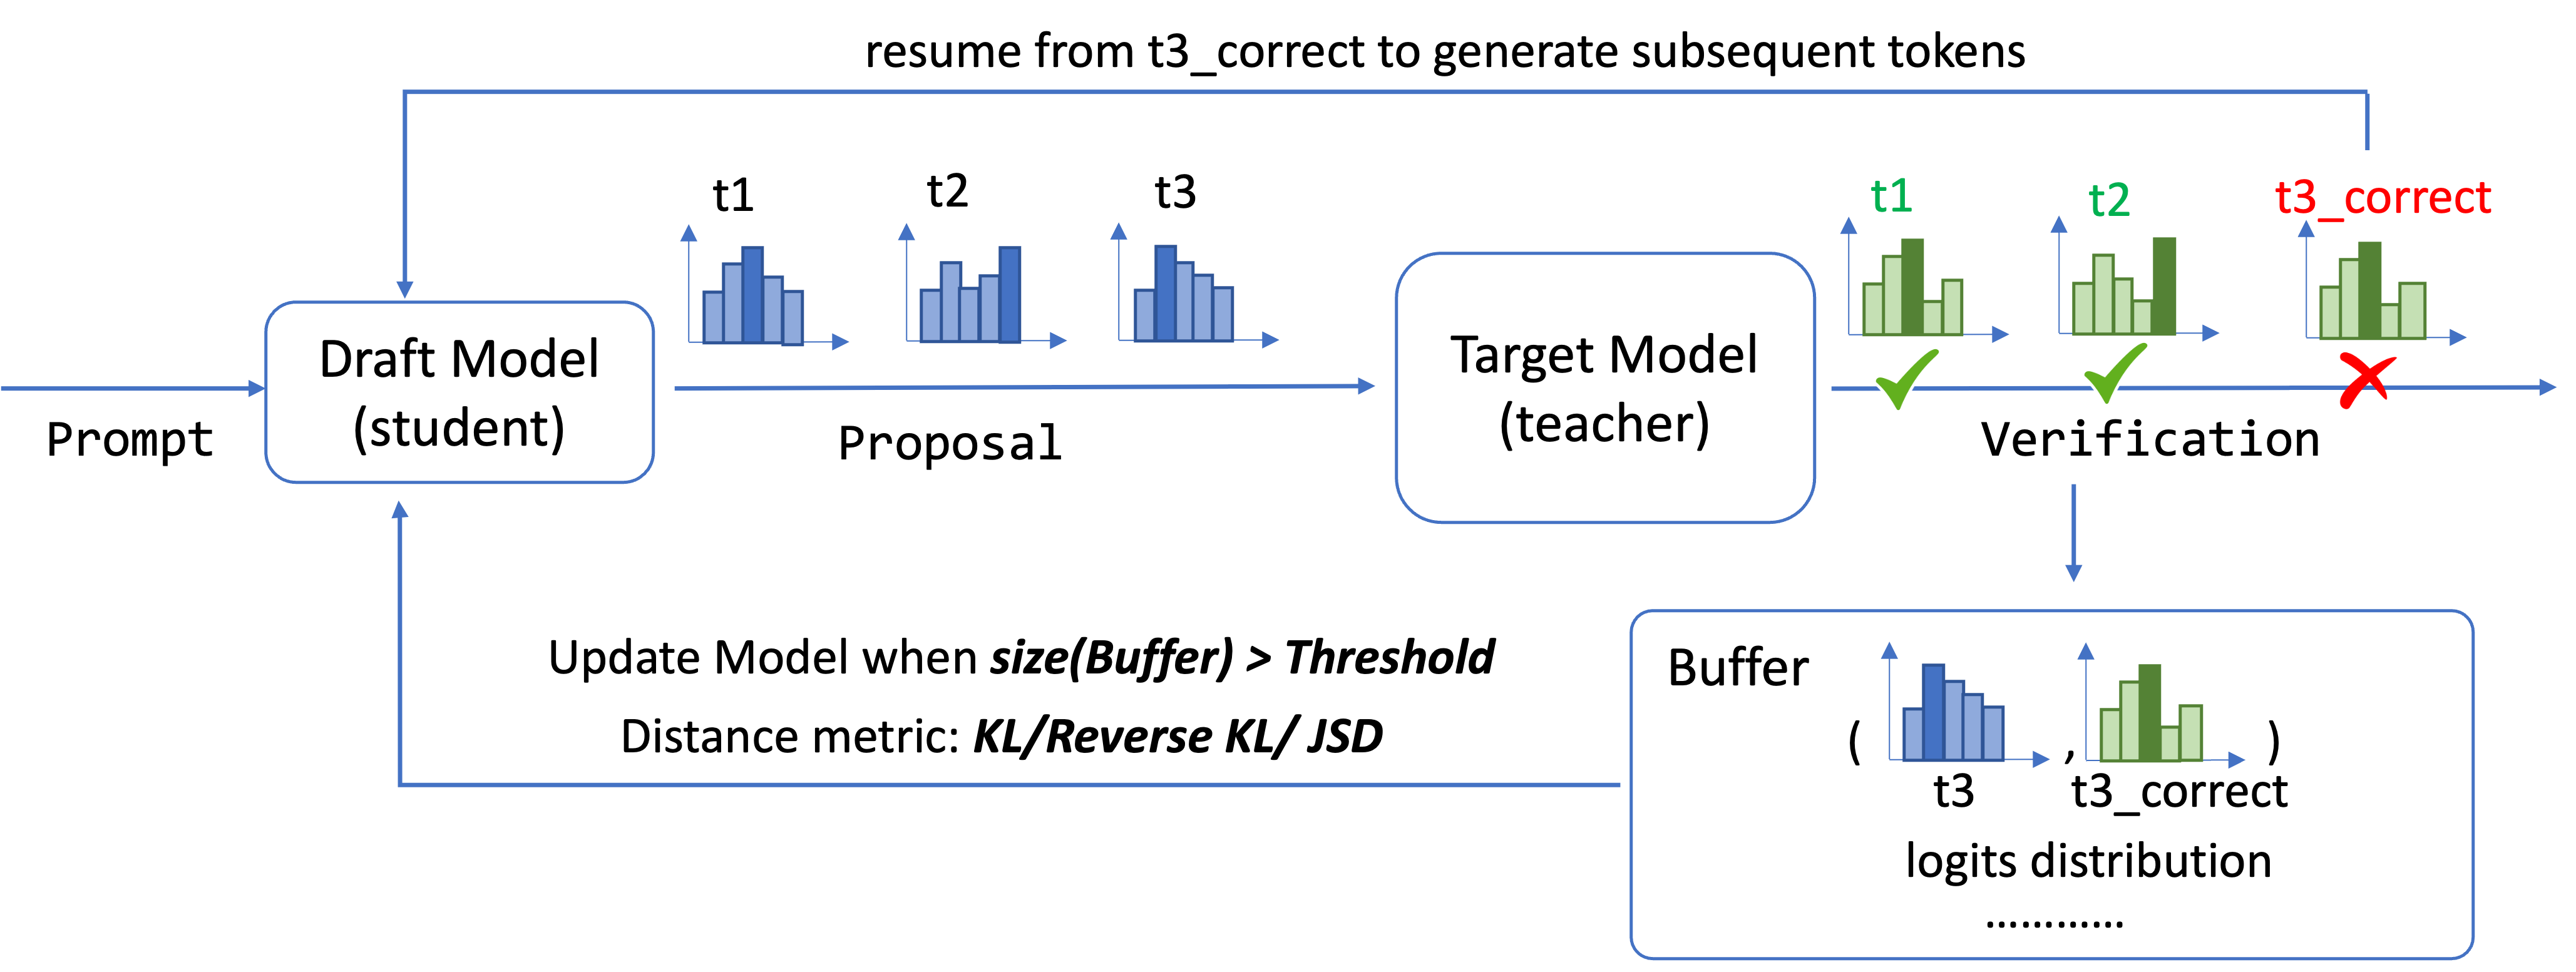 resume from t3_correct to generate subsequent tokens
t1
t2
t3
t1
t2
t3_correct
Draft Model
(student)
Target Model
(teacher)
Prompt
Proposal
Verification
Update Model when size(Buffer) > Threshold
Distance metric: KL/Reverse KL/ JSD
Buffer
( , )
t3
t3_correct
logits distribution
............